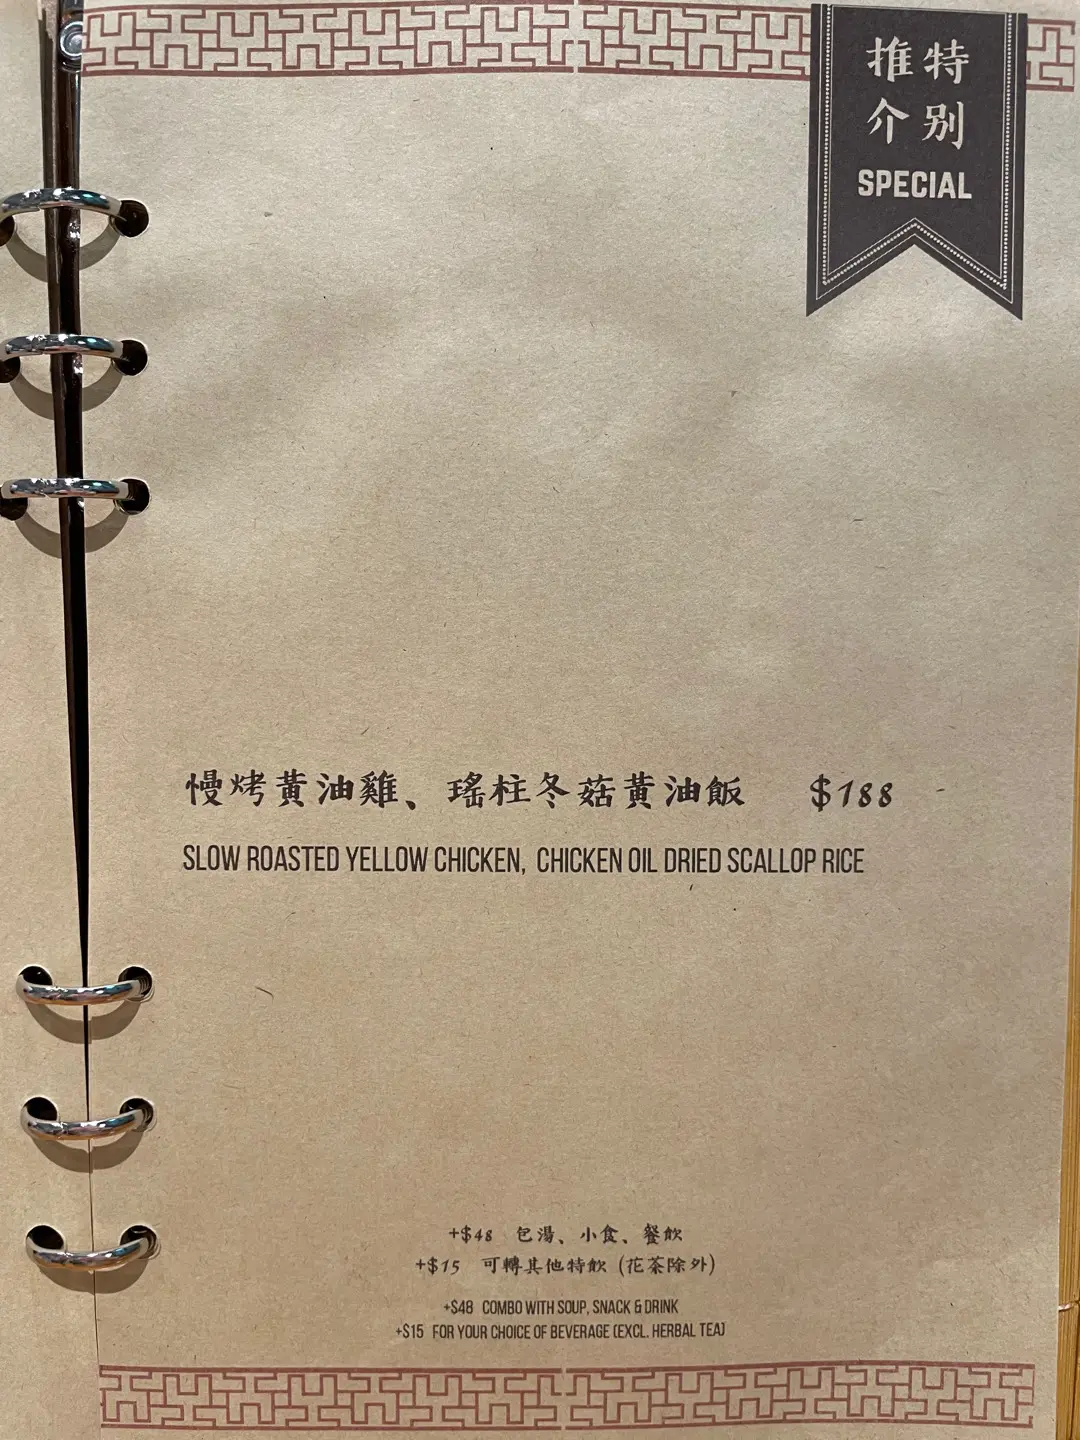 推特
介别
SPECIAL
慢烤黃油雞、瑤柱冬菇黃油飯 $188
SLOW ROASTED YELLOW CHICKEN, CHICKEN OIL DRIED SCALLOP RICE
+$48 包湯、小食、餐飲
+$15 可轉其他特飲 (花茶除外)
+$48 COMBO WITH SOUP, SNACK & DRINK
+$15 FOR YOUR CHOICE OF BEVERAGE (EXCL. HERBAL TEA)